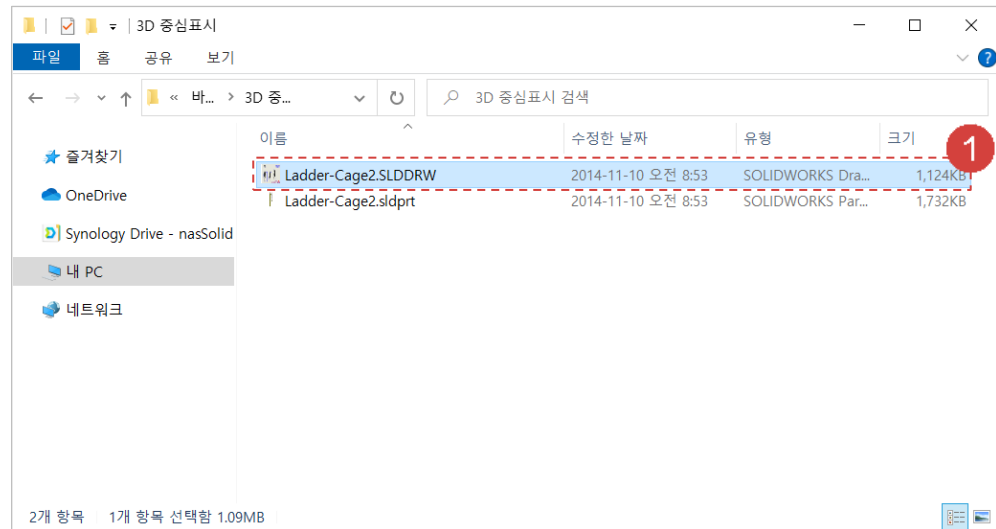 3D 중심표시
파일 홈 공유 보기
« 바... > 3D 중... 3D 중심표시 검색
이름 수정한 날짜 유형 크기
1
즐겨찾기
Ladder-Cage2.SLDDRW 2014-11-10 오전 8:53 SOLIDWORKS Dra... 1,124KB
OneDrive
Ladder-Cage2.sldprt 2014-11-10 오전 8:53 SOLIDWORKS Par... 1,732KB
Synology Drive - nasSolid
내 PC
네트워크
2개 항목 1개 항목 선택함 1.09MB